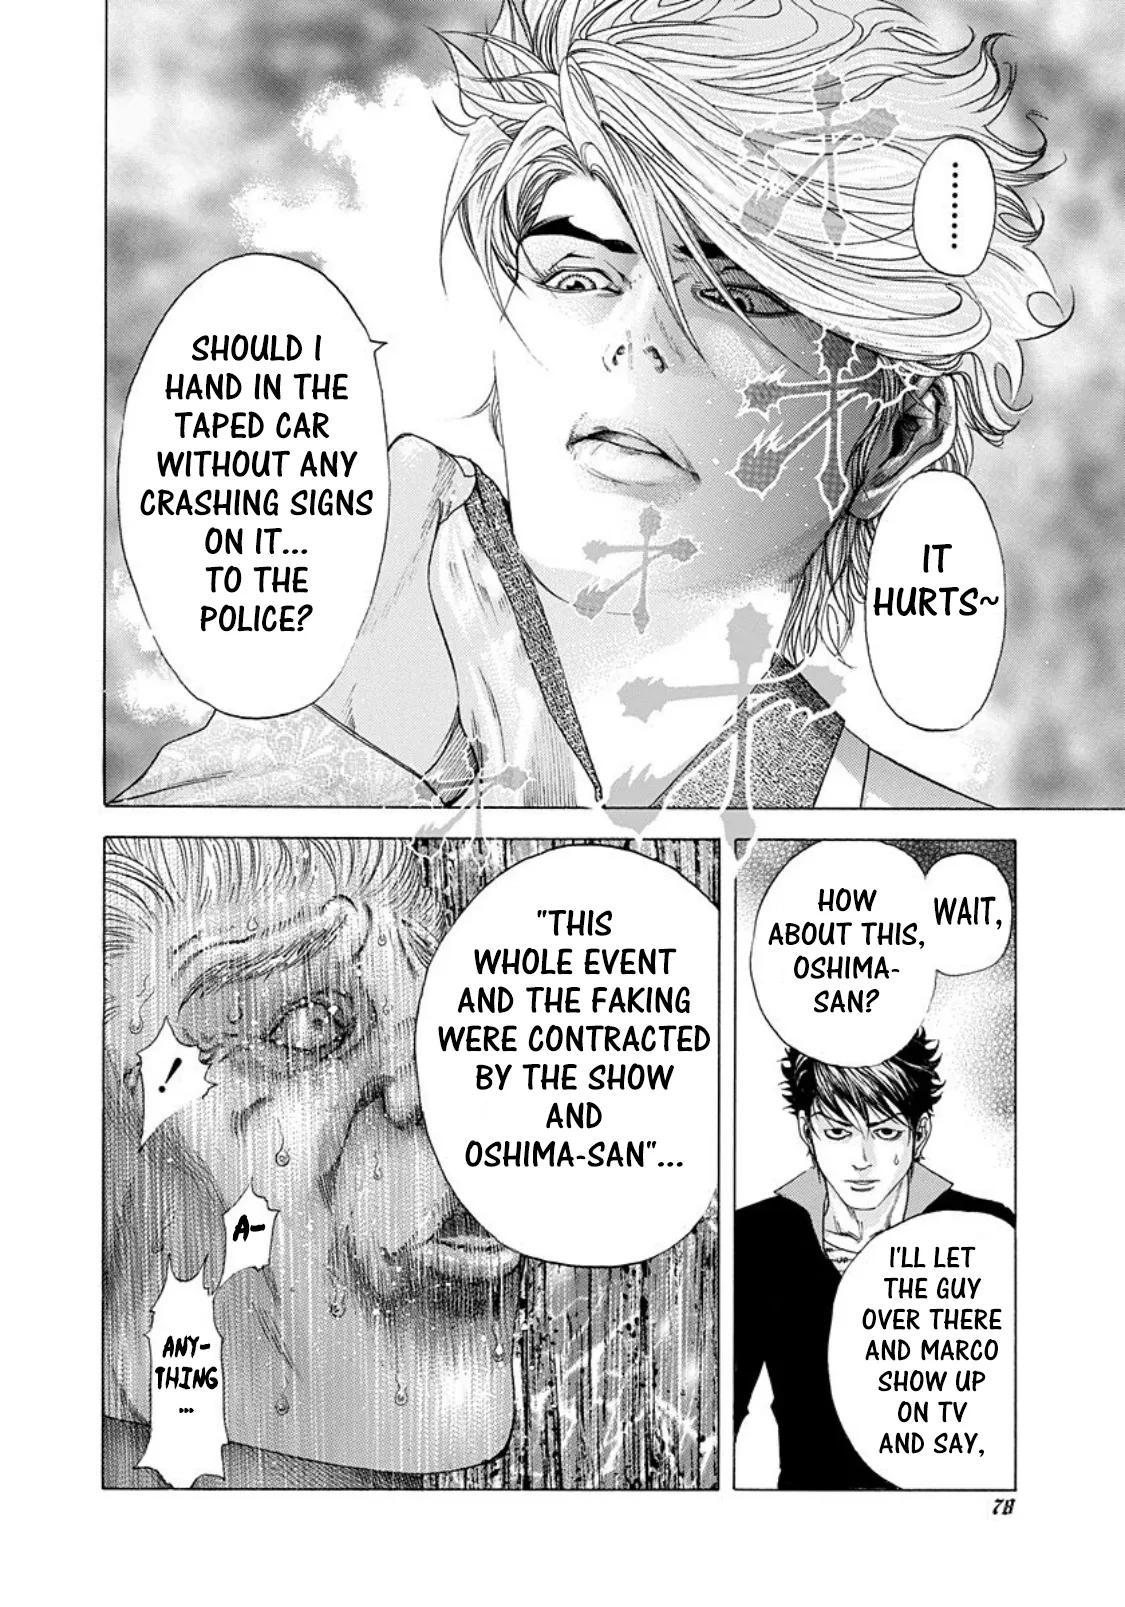 .........
IT
HURTS~
SHOULD I
HAND IN THE
TAPED CAR
WITHOUT ANY
CRASHING SIGNS
ON IT...
TO THE
POLICE?
WAIT,
HOW
ABOUT THIS,
OSHIMA-
SAN?
I'LL LET
THE GUY
OVER THERE
AND MARCO
SHOW UP
ON TV
AND SAY,
"THIS
WHOLE EVENT
AND THE FAKING
WERE CONTRACTED
BY THE SHOW
AND
OSHIMA-SAN"...
!
A-
ANY-
THING
...
78